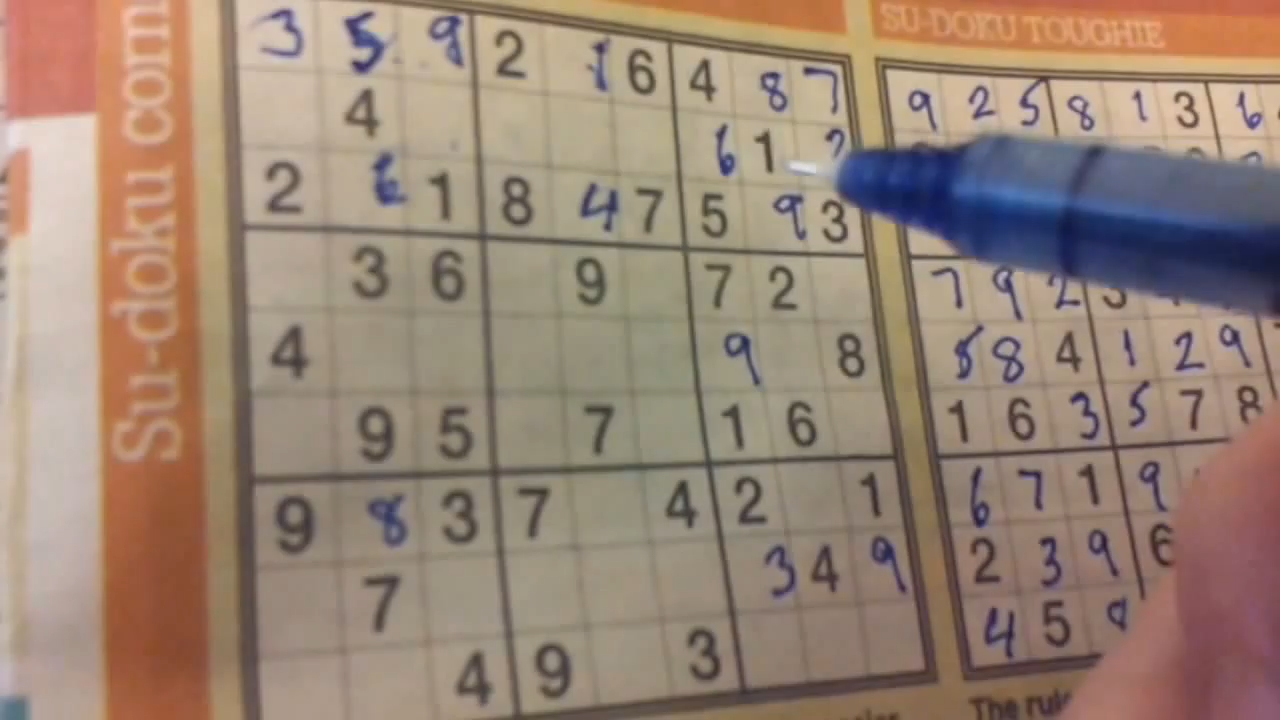 Su-doku com
SU-DOKU TOUGHIE
3 5 9 2 1 6 4 8 7
4 6 1 2
2 6 1 8 4 7 5 9 3
3 6 9 7 2
4 9 8
9 5 7 1 6
9 8 3 7 4 2 1
7 3 4 9
4 9 3
9 2 5 8 1 3 6
7 9 2 3
5 8 4 1 2 9
1 6 3 5 7 8
6 7 1 9
2 3 9 6
4 5
The